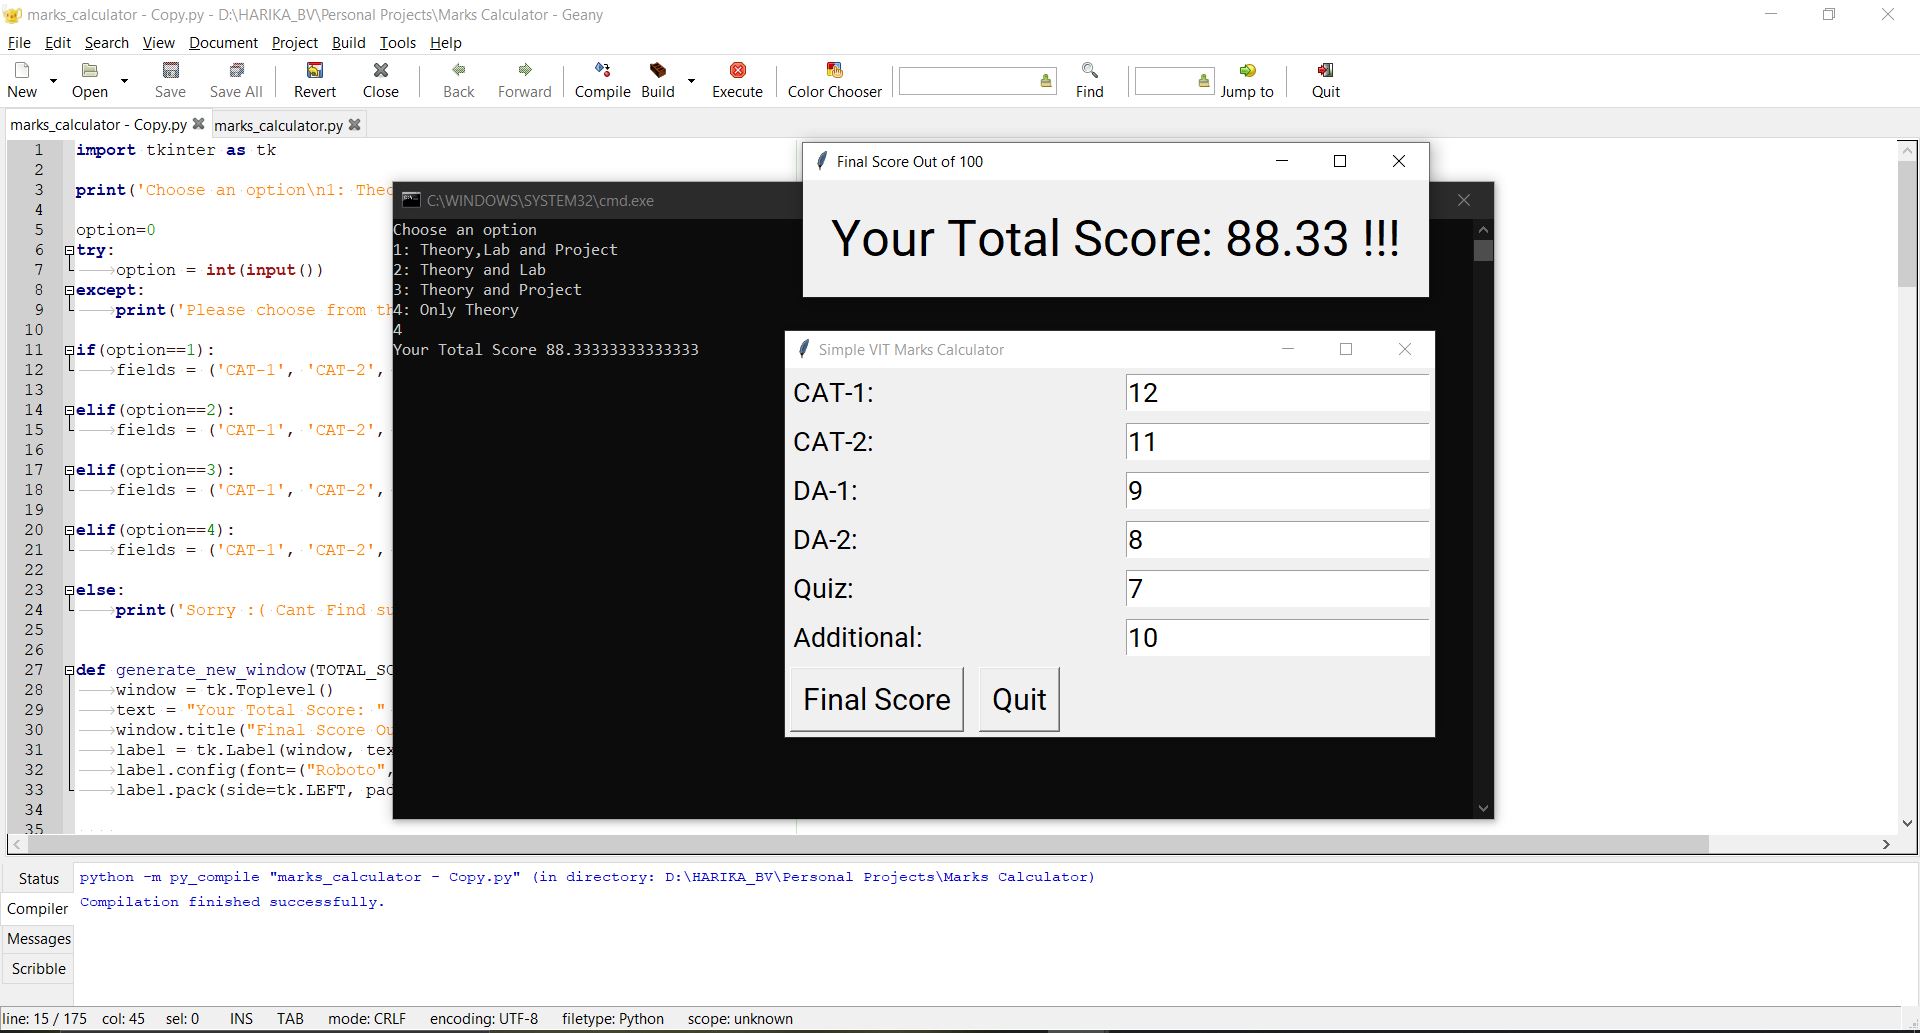 marks_calculator - Copy.py - D:\HARIKA_BV\Personal Projects\Marks Calculator - Geany
File Edit Search View Document Project Build Tools Help
New Open Save Save All Revert Close Back Forward Compile Build Execute Color Chooser Find Jump to Quit
marks_calculator - Copy.py marks_calculator.py
1 import tkinter as tk
2
3 print('Choose an option\n1: Theo
4
5 option=0
6 try:
7 option = int(input())
8 except:
9 print('Please choose from th
10
11 if(option==1):
12 fields = ('CAT-1', 'CAT-2',
13
14 elif(option==2):
15 fields = ('CAT-1', 'CAT-2',
16
17 elif(option==3):
18 fields = ('CAT-1', 'CAT-2',
19
20 elif(option==4):
21 fields = ('CAT-1', 'CAT-2',
22
23 else:
24 print('Sorry :( Cant Find su
25
26
27 def generate_new_window(TOTAL_SC
28 window = tk.Toplevel()
29 text = "Your Total Score: "
30 window.title("Final Score Ou
31 label = tk.Label(window, tex
32 label.config(font=("Roboto",
33 label.pack(side=tk.LEFT, pad
34
35
C:\WINDOWS\SYSTEM32\cmd.exe
Choose an option
1: Theory,Lab and Project
2: Theory and Lab
3: Theory and Project
4: Only Theory
4
Your Total Score 88.33333333333333
Final Score Out of 100
Your Total Score: 88.33 !!!
Simple VIT Marks Calculator
CAT-1: 12
CAT-2: 11
DA-1: 9
DA-2: 8
Quiz: 7
Additional: 10
Final Score Quit
Status
Compiler
Messages
Scribble
python -m py_compile "marks_calculator - Copy.py" (in directory: D:\HARIKA_BV\Personal Projects\Marks Calculator)
Compilation finished successfully.
line: 15 / 175 col: 45 sel: 0 INS TAB mode: CRLF encoding: UTF-8 filetype: Python scope: unknown